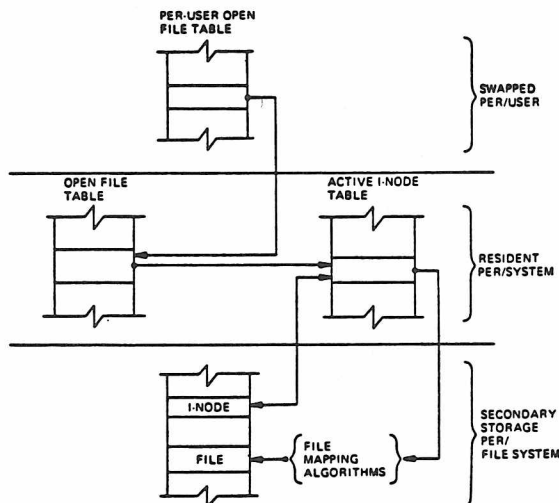 PER-USER OPEN
FILE TABLE
SWAPPED
PER/USER
OPEN FILE
TABLE
ACTIVE I-NODE
TABLE
RESIDENT
PER/SYSTEM
I-NODE
FILE
FILE
MAPPING
ALGORITHMS
SECONDARY
STORAGE
PER/
FILE SYSTEM